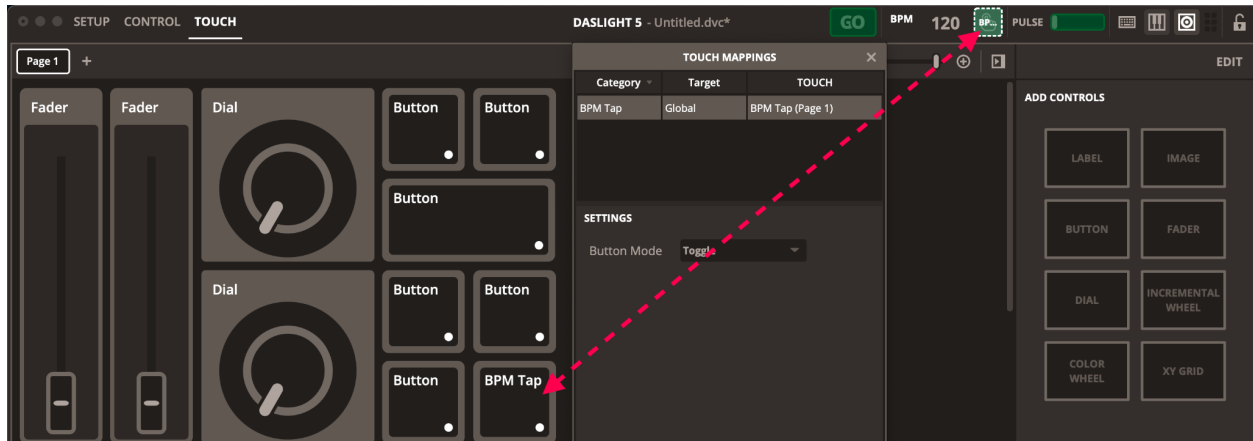 SETUP CONTROL TOUCH DASLIGHT 5 - Untitled.dvc* GO BPM 120 BP... PULSE
Page 1 + TOUCH MAPPINGS × EDIT
Category Target TOUCH
BPM Tap Global BPM Tap (Page 1)
SETTINGS
Button Mode Toggle
Fader Fader Dial Button Button
Button
Dial Button Button
Button BPM Tap
ADD CONTROLS
LABEL IMAGE
BUTTON FADER
DIAL INCREMENTAL WHEEL
COLOR WHEEL XY GRID